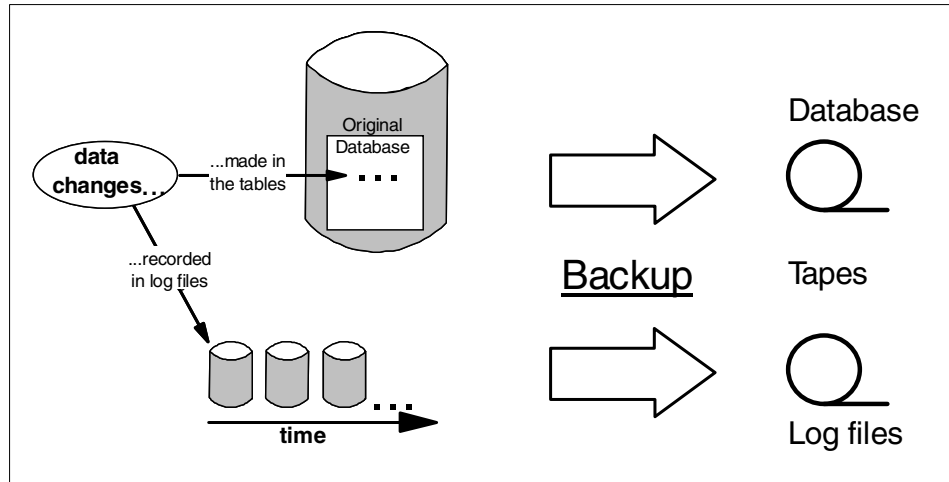 data
changes...
...made in
the tables
Original
Database
...
...recorded
in log files
...
time
Backup
Database
Tapes
Log files